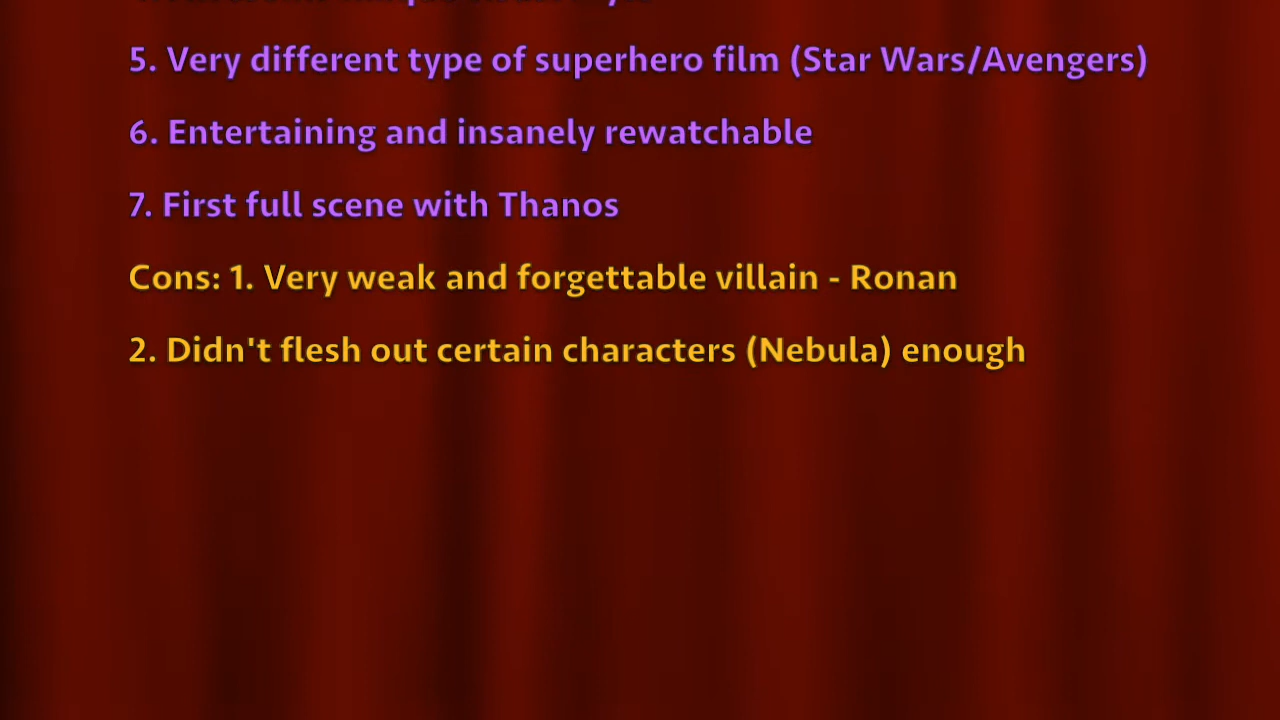 5. Very different type of superhero film (Star Wars/Avengers)
6. Entertaining and insanely rewatchable
7. First full scene with Thanos
Cons: 1. Very weak and forgettable villain - Ronan
2. Didn't flesh out certain characters (Nebula) enough